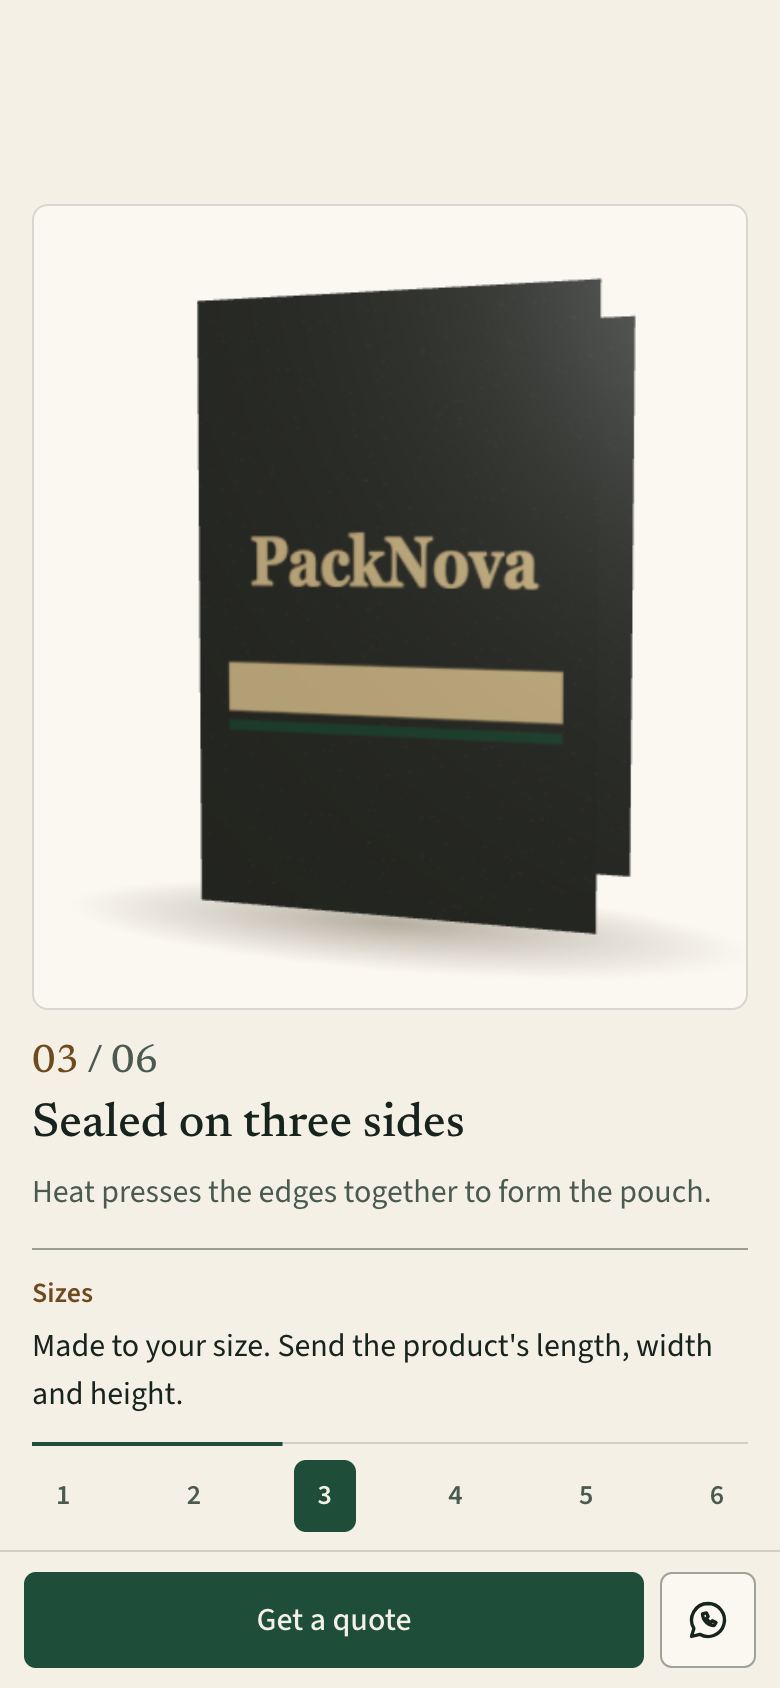 PackNova
03 / 06
Sealed on three sides
Heat presses the edges together to form the pouch.
Sizes
Made to your size. Send the product's length, width
and height.
1 2 3 4 5 6
Get a quote